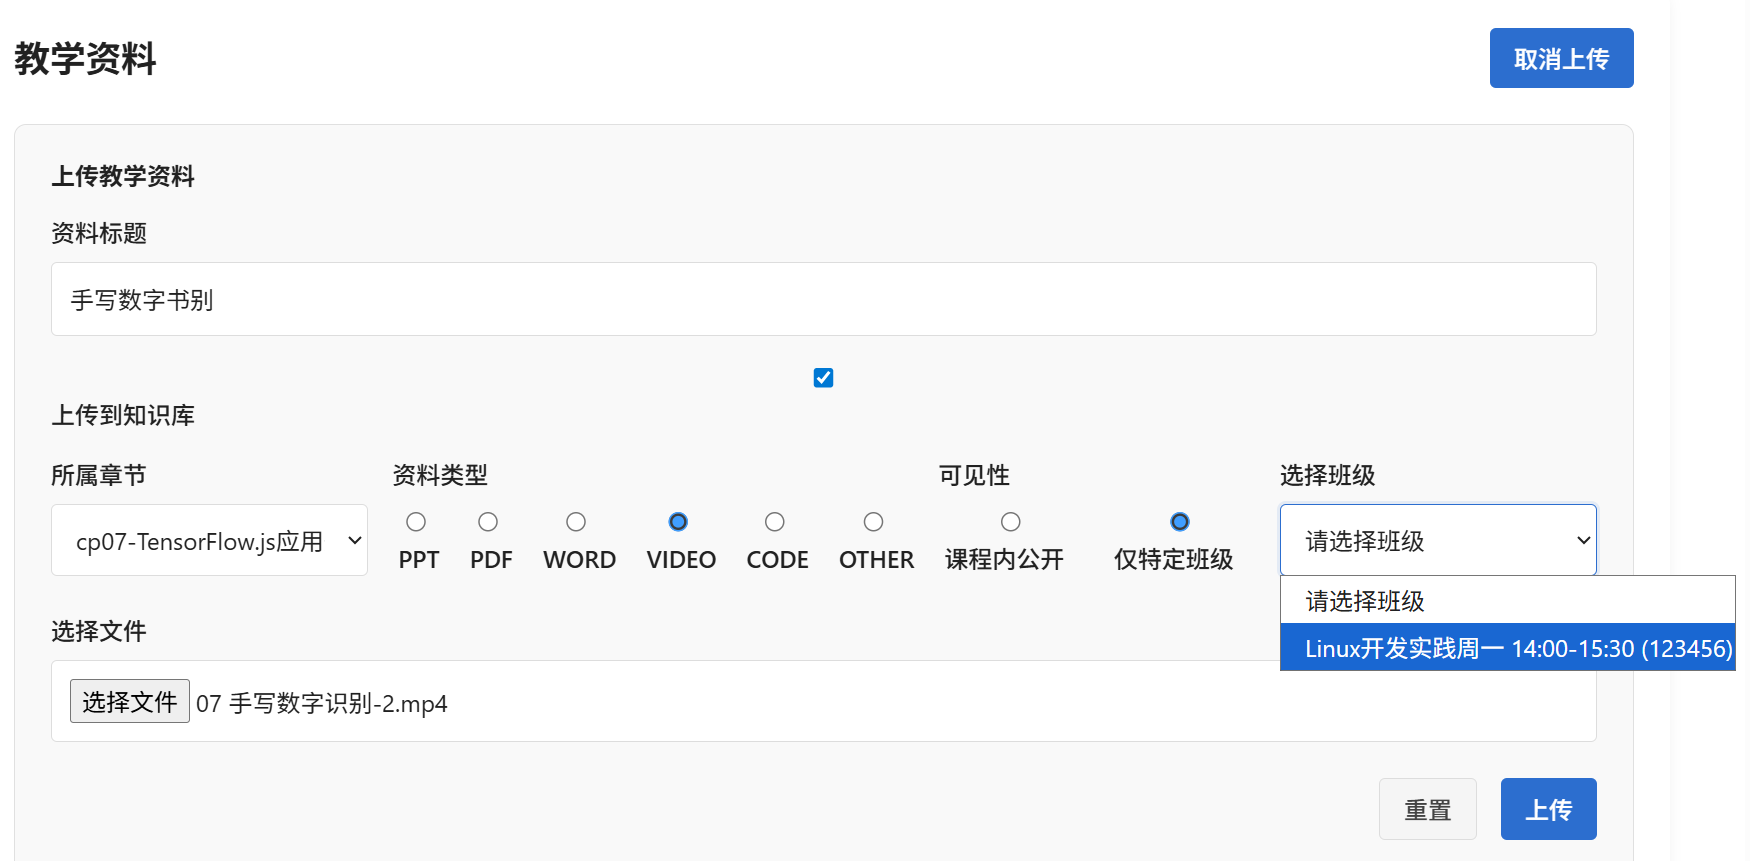 教学资料
取消上传
上传教学资料
资料标题
手写数字书别
上传到知识库
所属章节 资料类型 可见性 选择班级
cp07-TensorFlow.js应用 PPT PDF WORD VIDEO CODE OTHER 课程内公开 仅特定班级 请选择班级
请选择班级
Linux开发实践周一 14:00-15:30 (123456)
选择文件
选择文件 07 手写数字识别-2.mp4
重置 上传